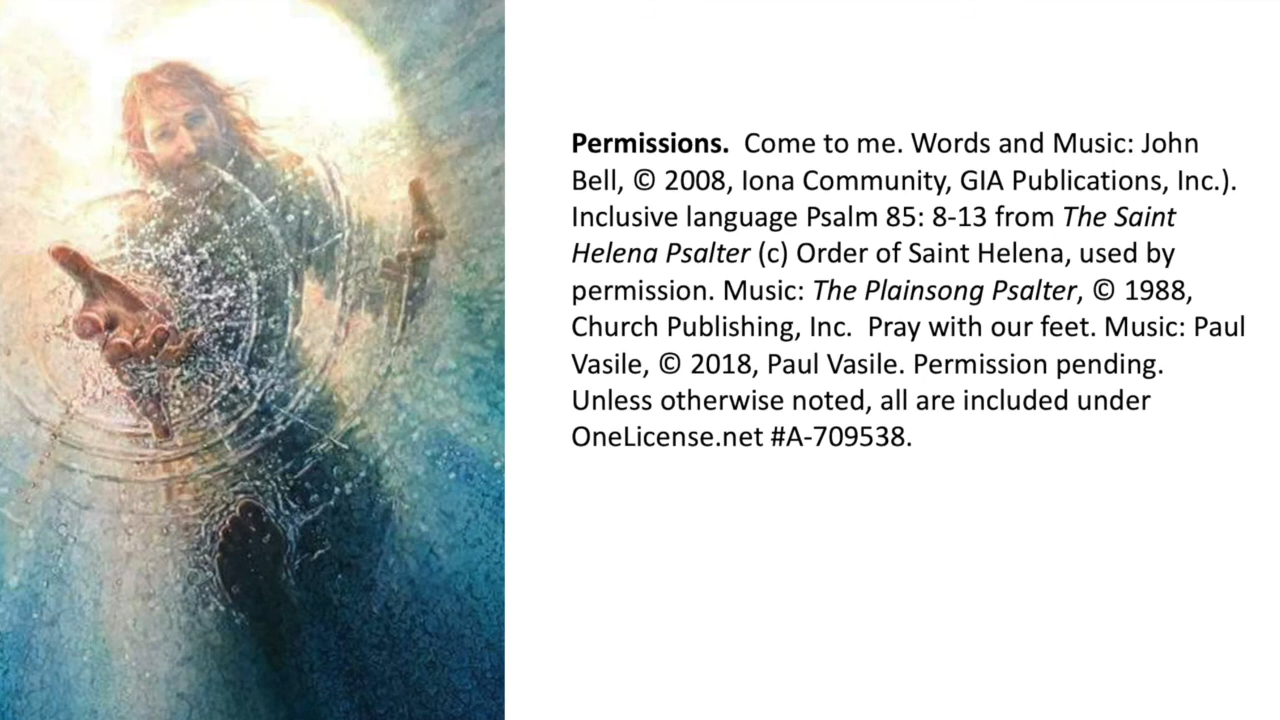 Permissions.  Come to me. Words and Music: John
Bell, © 2008, Iona Community, GIA Publications, Inc.).
Inclusive language Psalm 85: 8-13 from The Saint
Helena Psalter (c) Order of Saint Helena, used by
permission. Music: The Plainsong Psalter, © 1988,
Church Publishing, Inc.  Pray with our feet. Music: Paul
Vasile, © 2018, Paul Vasile. Permission pending.
Unless otherwise noted, all are included under
OneLicense.net #A-709538.